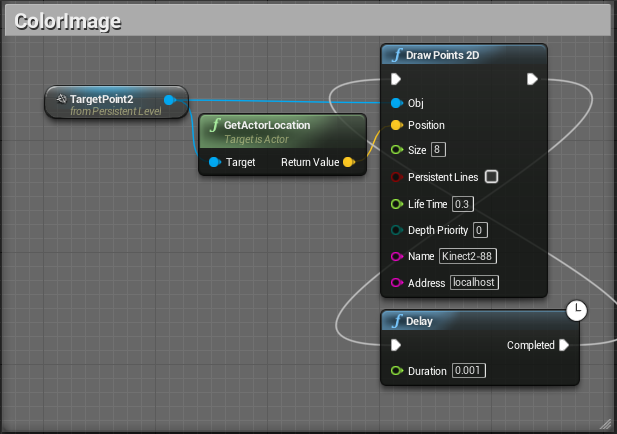 ColorImage
TargetPoint2
from Persistent Level
f GetActorLocation
Target is Actor
Target Return Value
f Draw Points 2D
Obj
Position
Size 8
Persistent Lines
Life Time 0.3
Depth Priority 0
Name Kinect2-88
Address localhost
f Delay
Completed
Duration 0.001